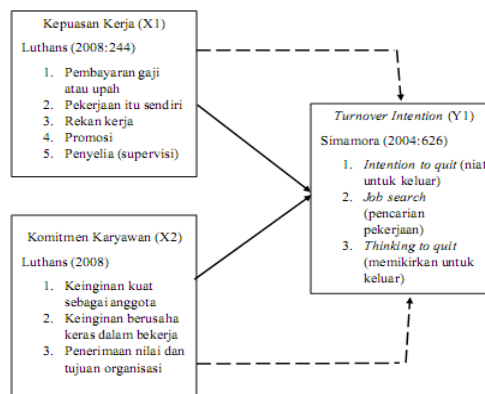 Kepuasan Kerja (X1)
Luthans (2008:244)
1. Pembayaran gaji
atau upah
2. Pekerjaan itu sendiri
3. Rekan kerja
4. Promosi
5. Penyelia (supervisi)
Turnover Intention (Y1)
Simamora (2004:626)
1. Intention to quit (niat
untuk keluar)
2. Job search
(pencarian
pekerjaan)
3. Thinking to quit
(memikirkan untuk
keluar)
Komitmen Karyawan (X2)
Luthans (2008)
1. Keinginan kuat
sebagai anggota
2. Keinginan berusaha
keras dalam bekerja
3. Penerimaan nilai dan
tujuan organisasi